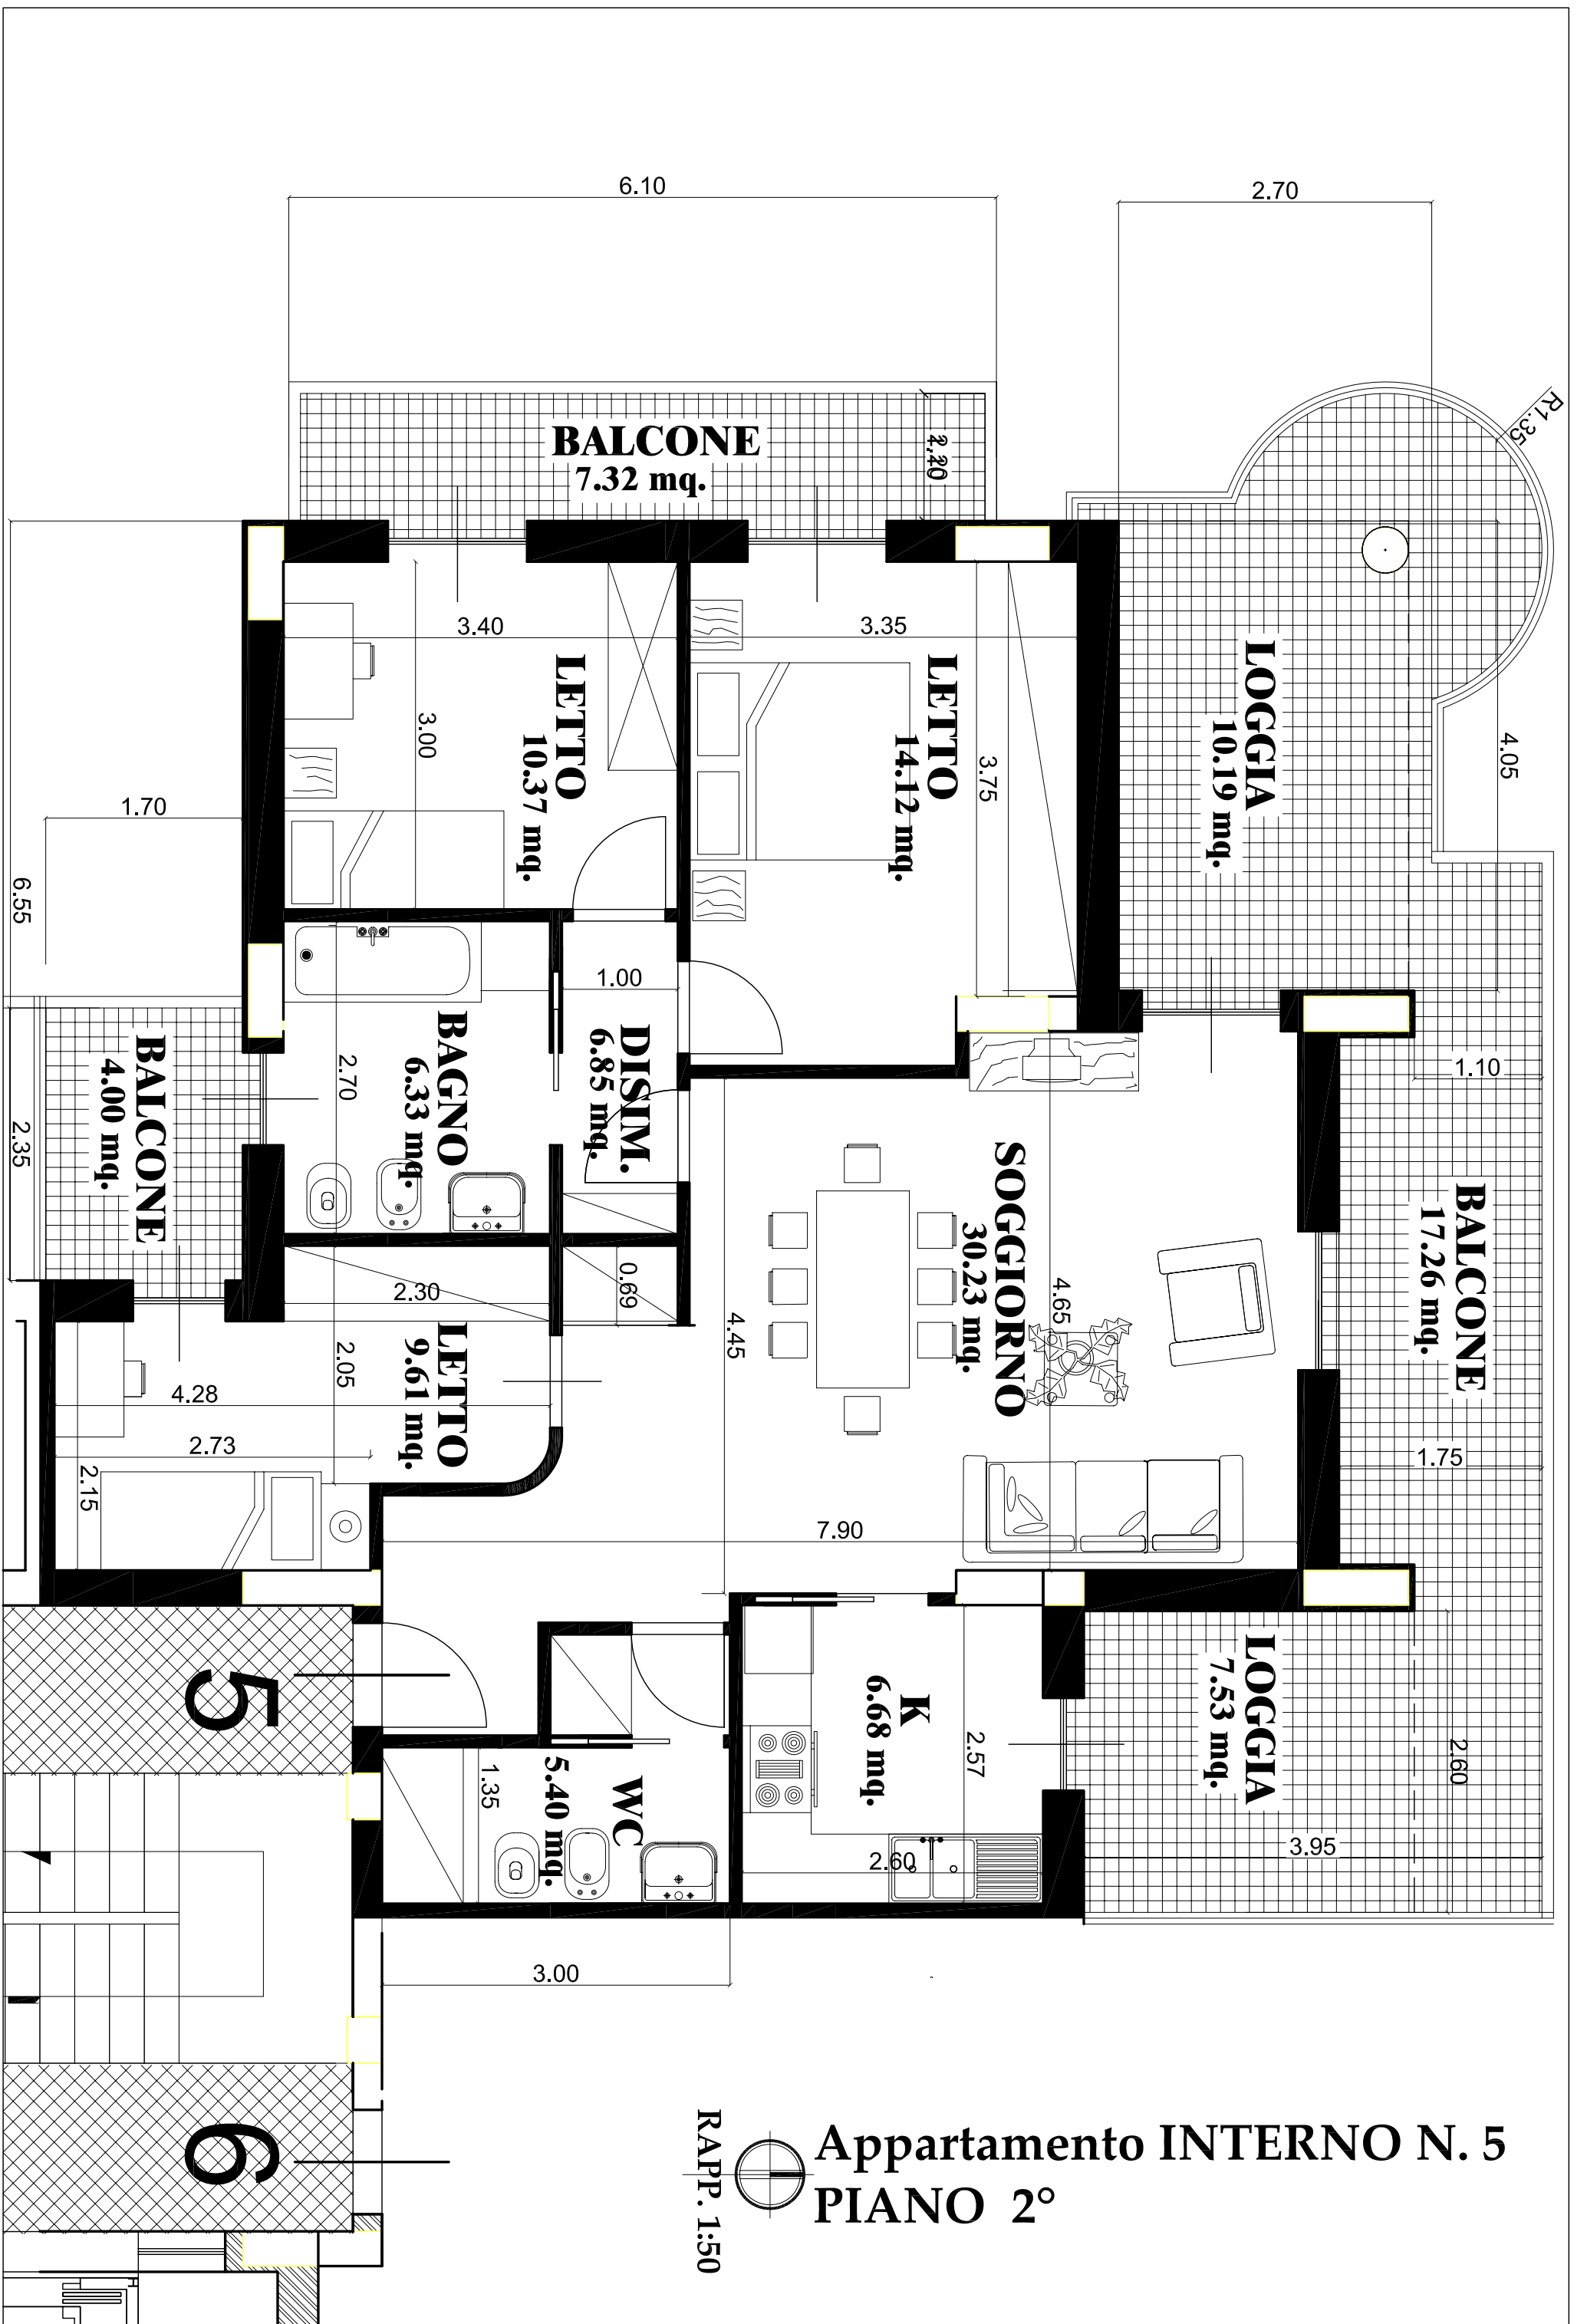 6.10
2.70
R1.35
BALCONE
7.32 mq.
LOGGIA
10.19 mq.
4.05
3.40
3.35
LETTO
10.37 mq.
LETTO
14.12 mq.
3.00
3.75
1.70
6.55
1.00
1.10
BALCONE
4.00 mq.
2.35
BAGNO
6.33 mq.
2.70
DISIM.
6.85 mq.
SOGGIORNO
30.23 mq.
4.65
4.45
BALCONE
17.26 mq.
0.69
2.30
LETTO
9.61 mq.
2.05
4.28
2.73
2.15
1.75
7.90
5
K
6.68 mq.
2.57
2.60
LOGGIA
7.53 mq.
2.60
3.95
WC
5.40 mq.
1.35
3.00
6
Appartamento INTERNO N. 5
PIANO 2°
RAPP. 1:50